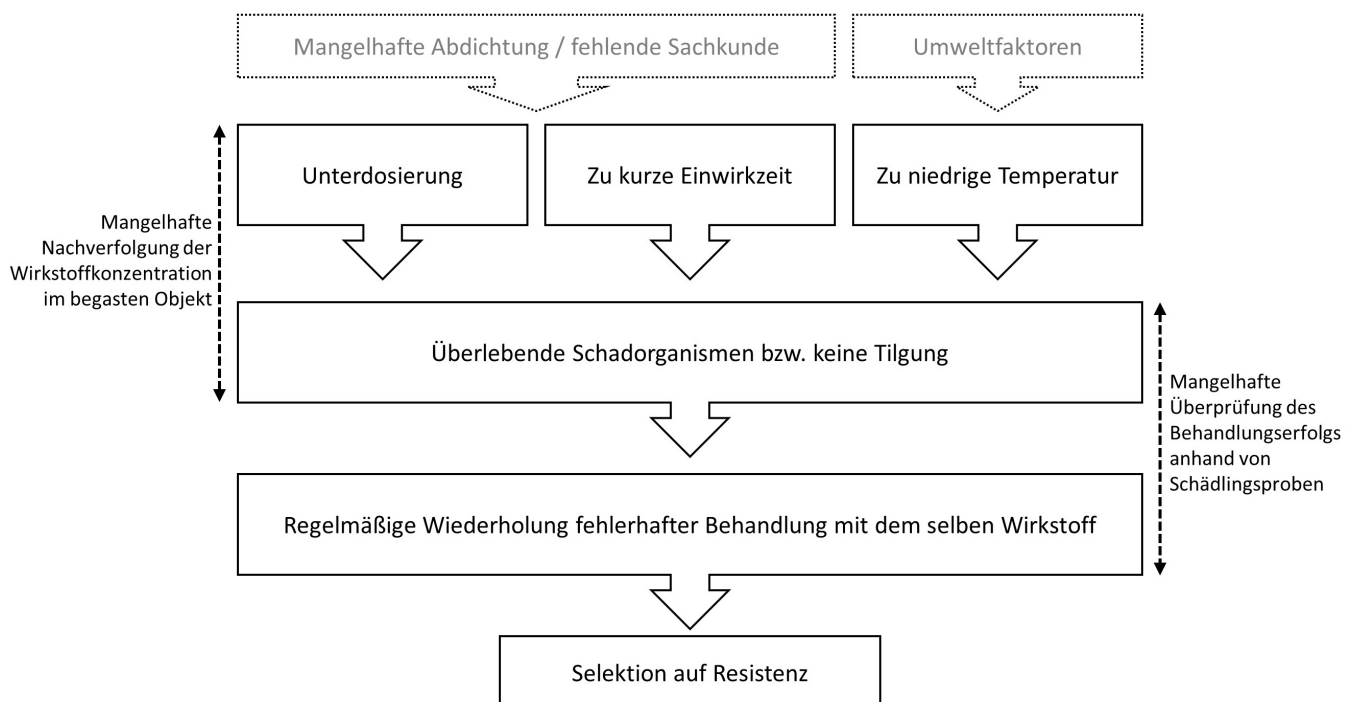 Mangelhafte Abdichtung / fehlende Sachkunde
Umweltfaktoren
Unterdosierung
Zu kurze Einwirkzeit
Zu niedrige Temperatur
Mangelhafte
Nachverfolgung der
Wirkstoffkonzentration
im begasten Objekt
Überlebende Schadorganismen bzw. keine Tilgung
Mangelhafte
Überprüfung des
Behandlungserfolgs
anhand von
Schädlingsproben
Regelmäßige Wiederholung fehlerhafter Behandlung mit dem selben Wirkstoff
Selektion auf Resistenz